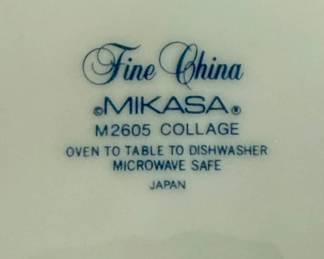 Fine China
©MIKASA®
M2605 COLLAGE
OVEN TO TABLE TO DISHWASHER
MICROWAVE SAFE
JAPAN